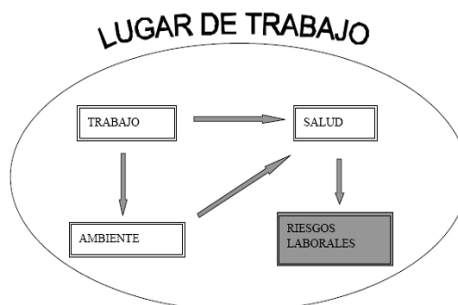 LUGAR DE TRABAJO
TRABAJO
SALUD
AMBIENTE
RIESGOS
LABORALES